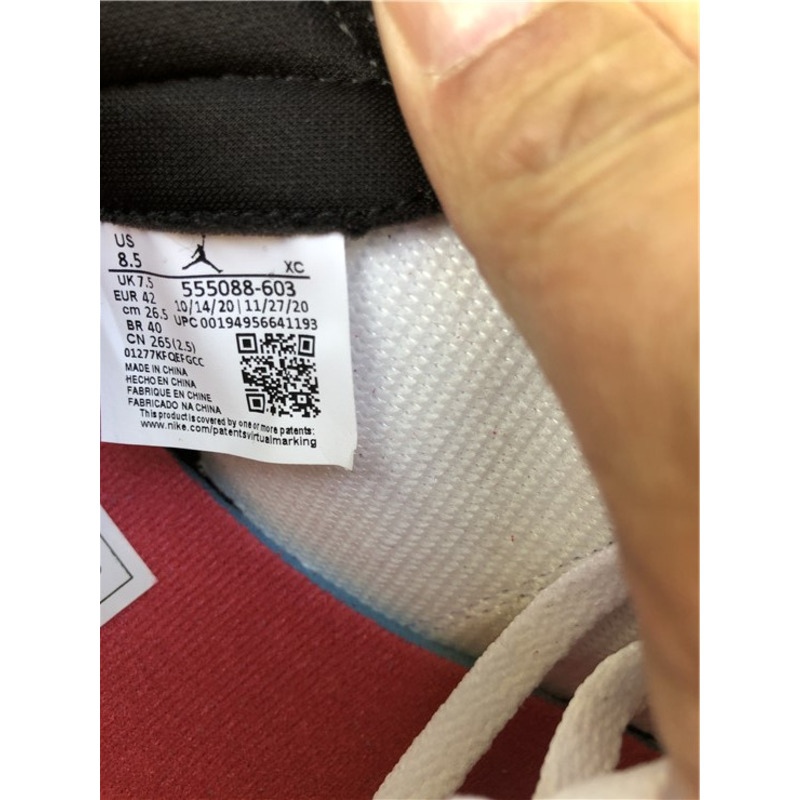 US
8.5
XC
UK 7.5
555088-603
EUR 42
10/14/20 | 11/27/20
cm 26.5
UPC 00194956641193
BR 40
CN 265(2.5)
01277KFQEFGCC
MADE IN CHINA
HECHO EN CHINA
FABRIQUE EN CHINE
FABRICADO NA CHINA
This product is covered by one or more patents:
www.nike.com/patentsvirtualmarking